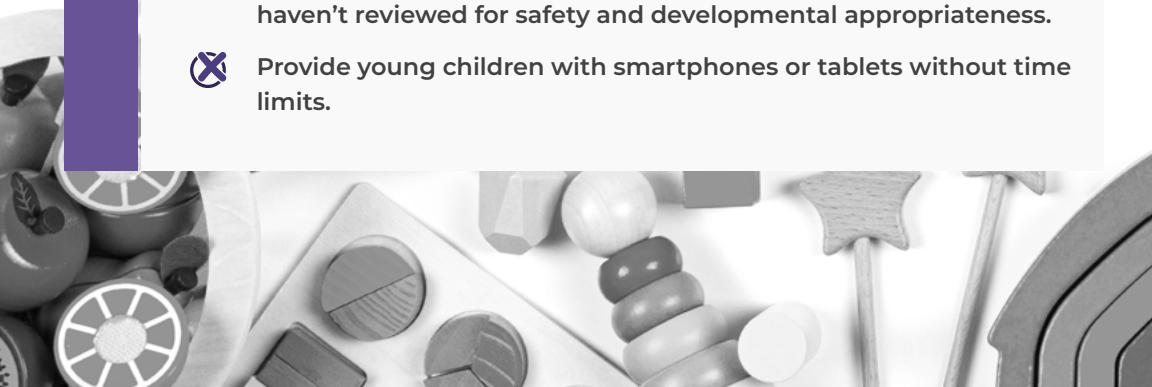 haven’t reviewed for safety and developmental appropriateness.
Provide young children with smartphones or tablets without time
limits.